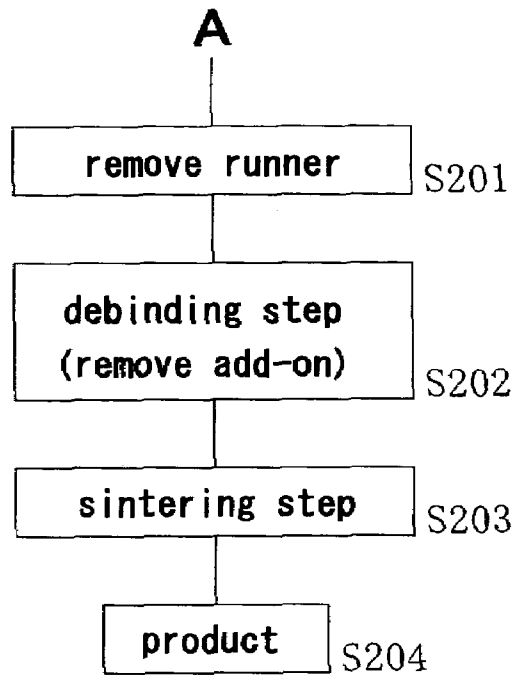 A
remove runner
S201
debinding step
(remove add-on)
S202
sintering step
S203
product
S204